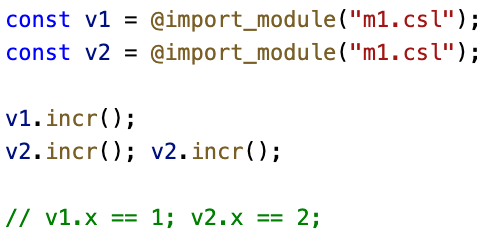 const v1 = @import_module("m1.csl");
const v2 = @import_module("m1.csl");
v1.incr();
v2.incr(); v2.incr();
// v1.x == 1; v2.x == 2;